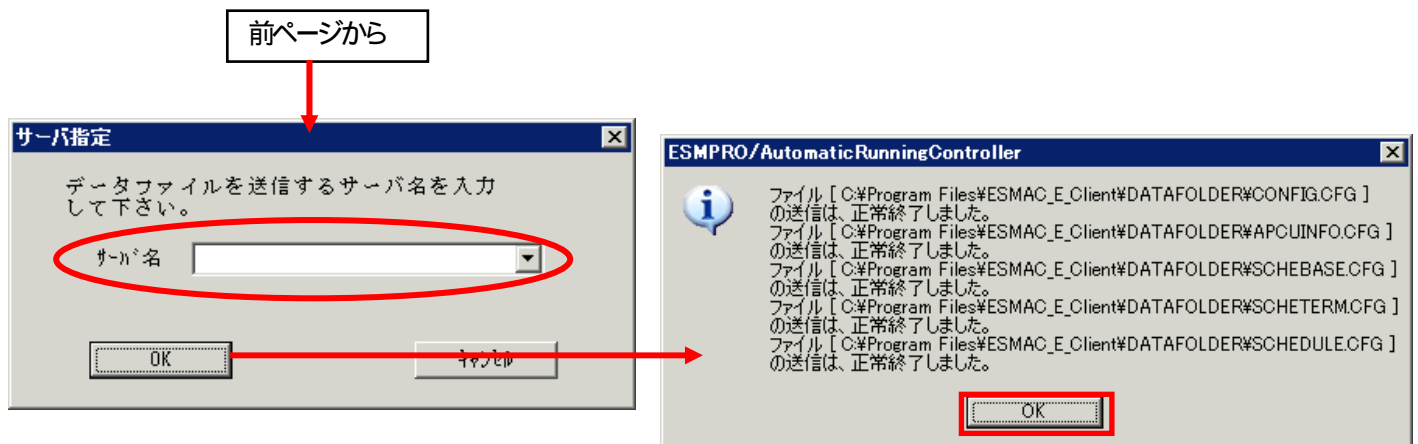 前ページから
サーバ指定
データファイルを送信するサーバ名を入力
して下さい。
ｻｰﾊﾞ名
OK
ｷｬﾝｾﾙ
ESMPRO/AutomaticRunningController
ファイル [ C:¥Program Files¥ESMAC_E_Client¥DATAFOLDER¥CONFIG.CFG ]
の送信は、正常終了しました。
ファイル [ C:¥Program Files¥ESMAC_E_Client¥DATAFOLDER¥APCUINFO.CFG ]
の送信は、正常終了しました。
ファイル [ C:¥Program Files¥ESMAC_E_Client¥DATAFOLDER¥SCHEBASE.CFG ]
の送信は、正常終了しました。
ファイル [ C:¥Program Files¥ESMAC_E_Client¥DATAFOLDER¥SCHETERM.CFG ]
の送信は、正常終了しました。
ファイル [ C:¥Program Files¥ESMAC_E_Client¥DATAFOLDER¥SCHEDULE.CFG ]
の送信は、正常終了しました。
OK